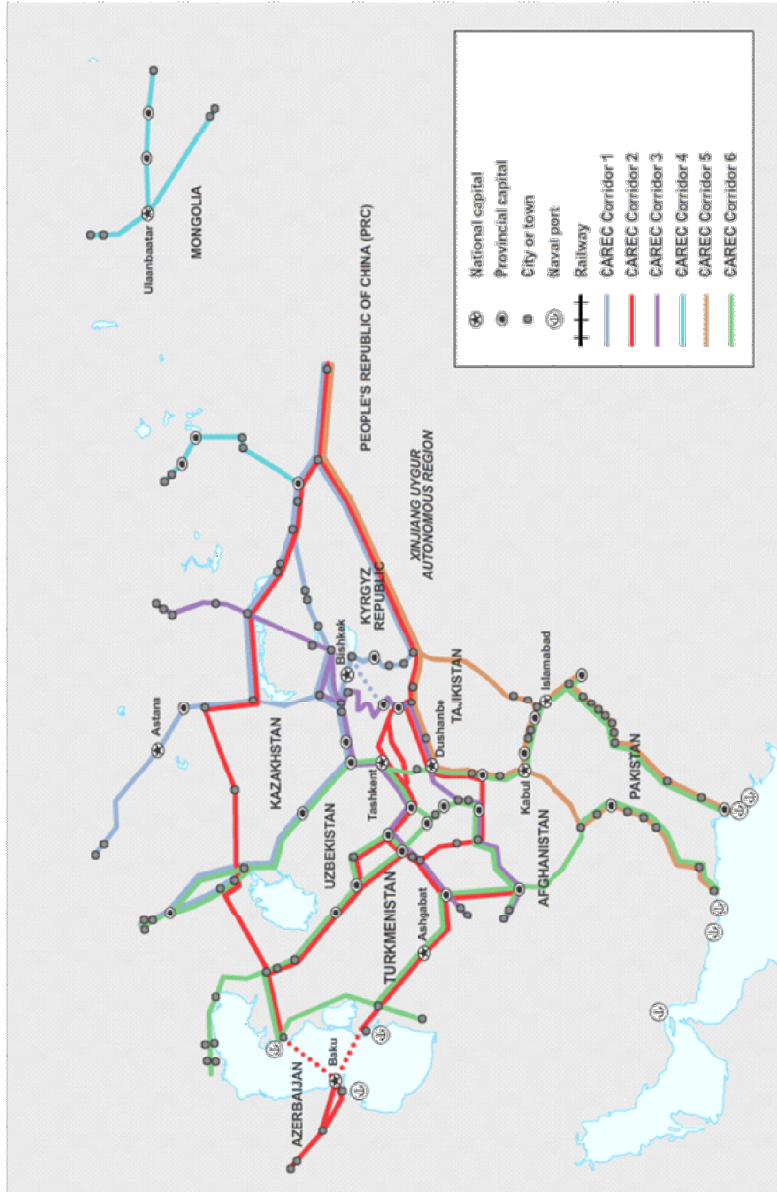 Ulaanbaatar
MONGOLIA
PEOPLE'S REPUBLIC OF CHINA (PRC)
XINJIANG UYGUR
AUTONOMOUS REGION
KYRGYZ
REPUBLIC
Bishkek
Astana
KAZAKHSTAN
UZBEKISTAN
Tashkent
Dushanbe
TAJIKISTAN
Islamabad
Kabul
PAKISTAN
AFGHANISTAN
TURKMENISTAN
Ashgabat
Baku
AZERBAIJAN
National capital
Provincial capital
City or town
Naval port
Railway
CAREC Corridor 1
CAREC Corridor 2
CAREC Corridor 3
CAREC Corridor 4
CAREC Corridor 5
CAREC Corridor 6